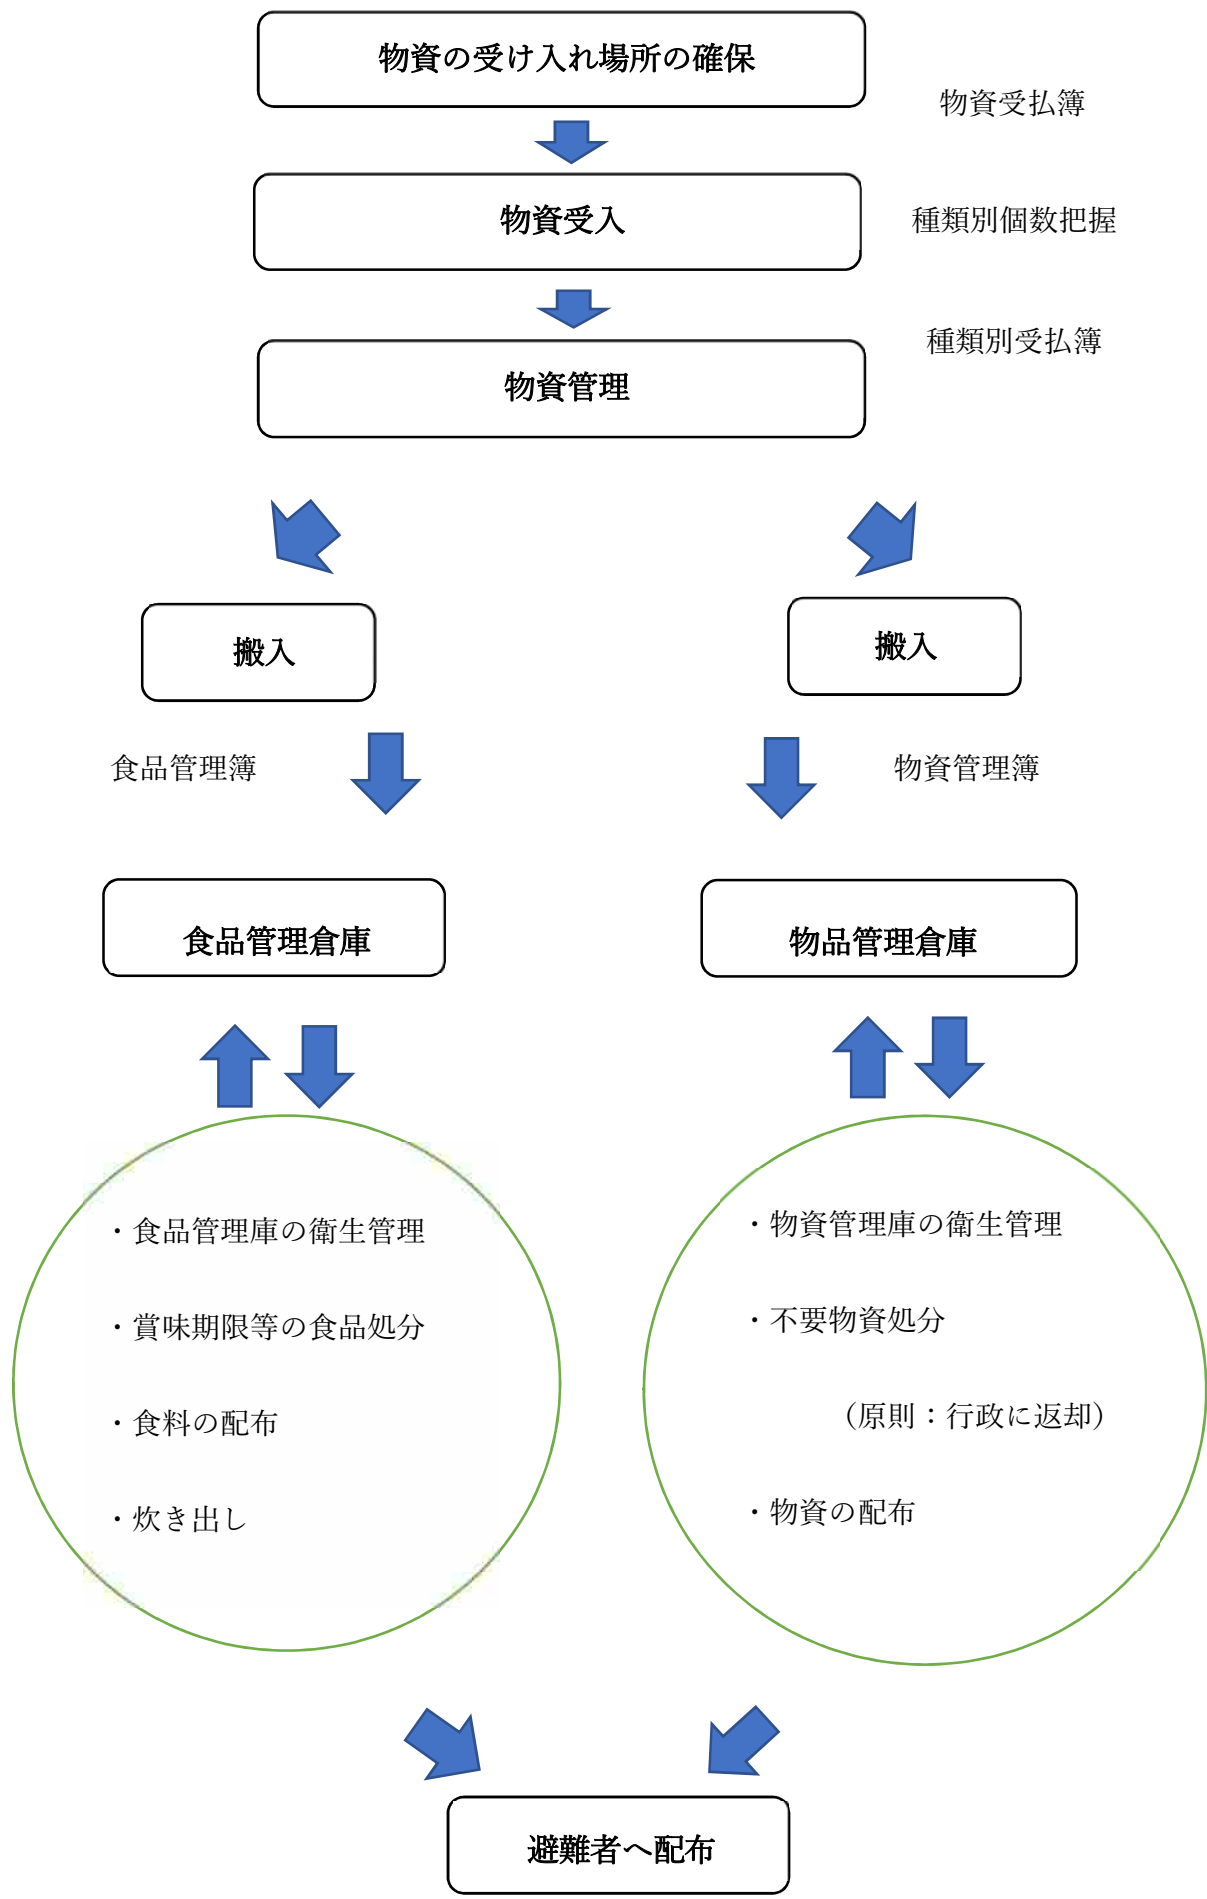 物資の受け入れ場所の確保
物資受払簿
物資受入
種類別個数把握
種類別受払簿
物資管理
搬入
搬入
食品管理簿
物資管理簿
食品管理倉庫
物品管理倉庫
・食品管理庫の衛生管理
・賞味期限等の食品処分
・食料の配布
・炊き出し
・物資管理庫の衛生管理
・不要物資処分
（原則：行政に返却）
・物資の配布
避難者へ配布